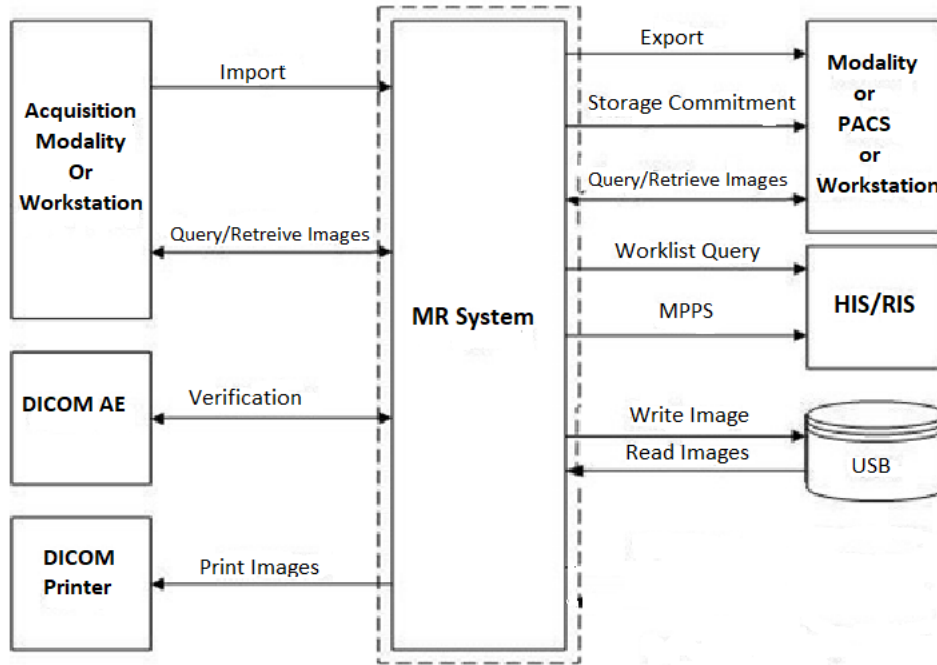 Acquisition
Modality
Or
Workstation
Import
Query/Retreive Images
DICOM AE
Verification
DICOM
Printer
Print Images
MR System
Export
Storage Commitment
Query/Retrieve Images
Modality
or
PACS
or
Workstation
Worklist Query
MPPS
HIS/RIS
Write Image
Read Images
USB